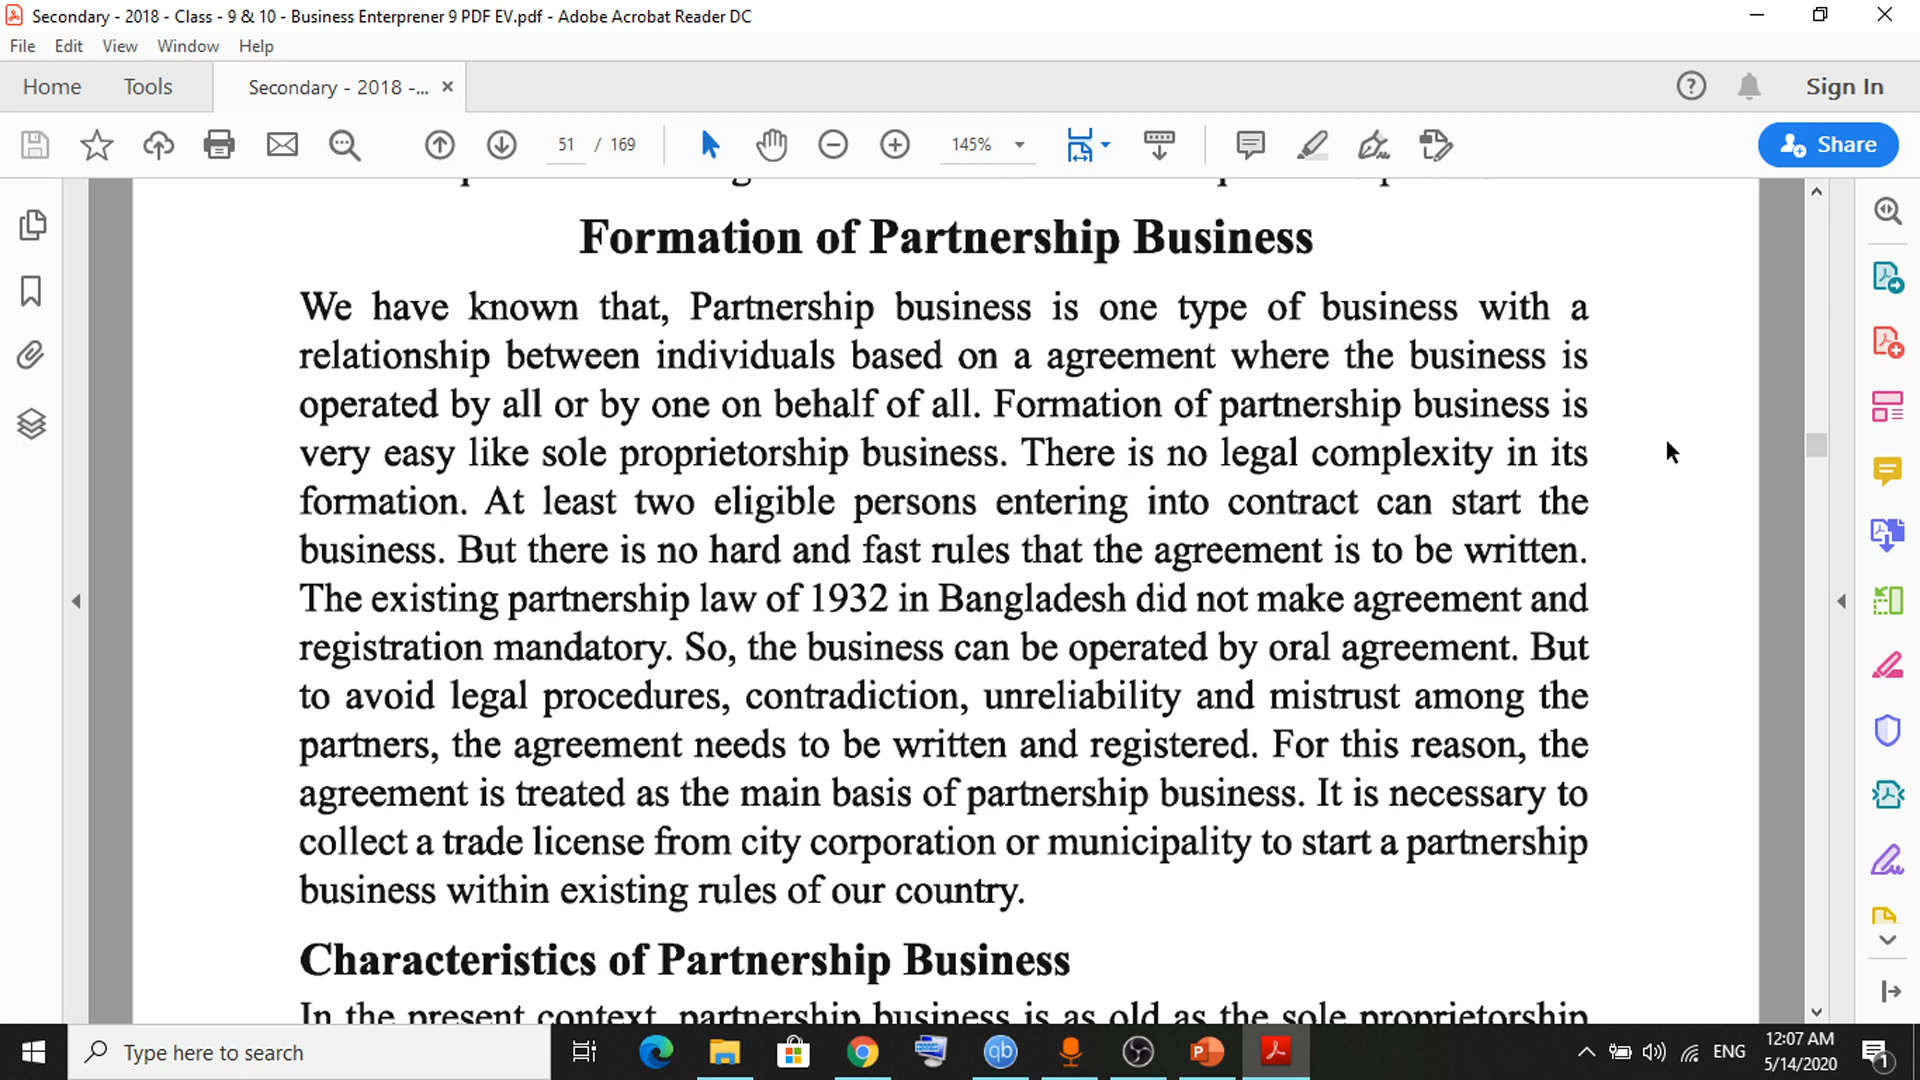 Secondary - 2018 - Class - 9 & 10 - Business Enterprener 9 PDF EV.pdf - Adobe Acrobat Reader DC
File Edit View Window Help
Home Tools Secondary - 2018 -... × Sign In
51 / 169 145% Share
Formation of Partnership Business
We have known that, Partnership business is one type of business with a
relationship between individuals based on a agreement where the business is
operated by all or by one on behalf of all. Formation of partnership business is
very easy like sole proprietorship business. There is no legal complexity in its
formation. At least two eligible persons entering into contract can start the
business. But there is no hard and fast rules that the agreement is to be written.
The existing partnership law of 1932 in Bangladesh did not make agreement and
registration mandatory. So, the business can be operated by oral agreement. But
to avoid legal procedures, contradiction, unreliability and mistrust among the
partners, the agreement needs to be written and registered. For this reason, the
agreement is treated as the main basis of partnership business. It is necessary to
collect a trade license from city corporation or municipality to start a partnership
business within existing rules of our country.
Characteristics of Partnership Business
In the present context, partnership business is as old as the sole proprietorship
Type here to search qb P ENG 12:07 AM
5/14/2020 1